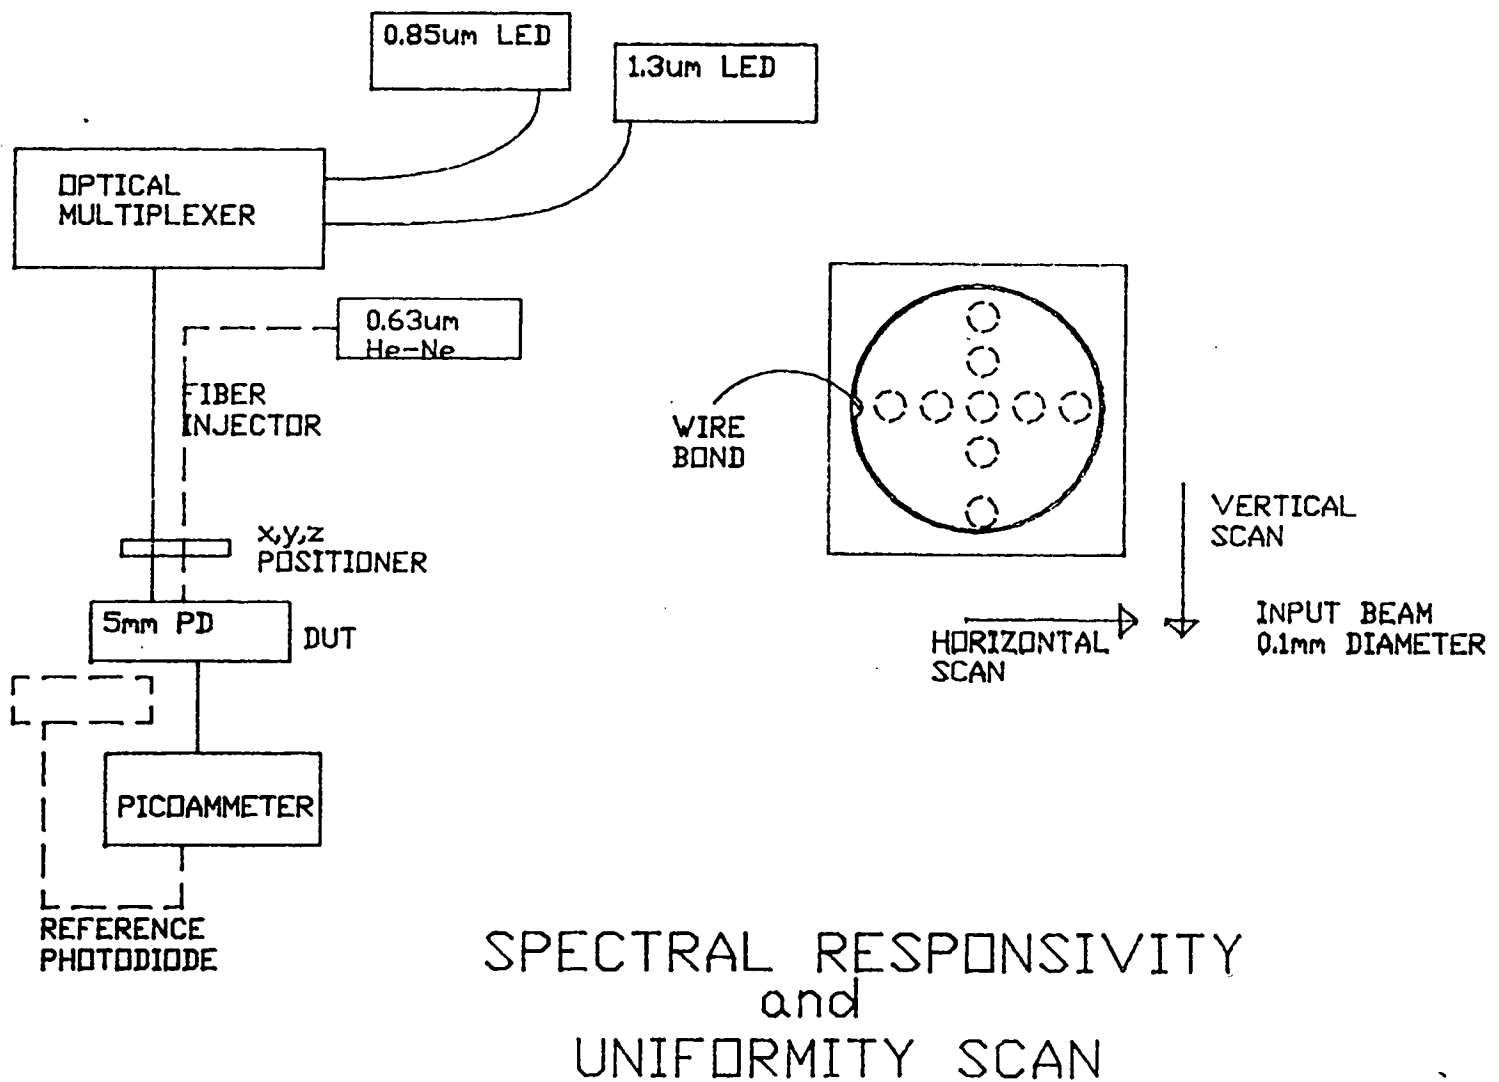 0.85um LED
1.3um LED
OPTICAL
MULTIPLEXER
0.63um
He-Ne
FIBER
INJECTOR
x,y,z
POSITIONER
5mm PD
DUT
PICOAMMETER
REFERENCE
PHOTODIODE
WIRE
BOND
VERTICAL
SCAN
HORIZONTAL
SCAN
INPUT BEAM
0.1mm DIAMETER
SPECTRAL RESPONSIVITY
and
UNIFORMITY SCAN